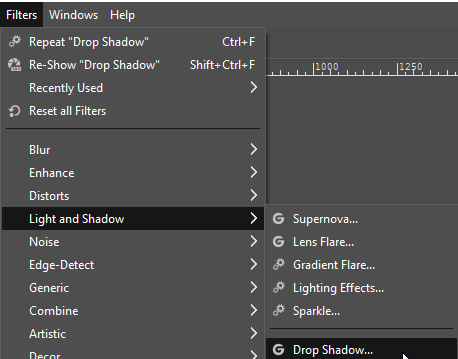 Filters Windows Help
Repeat "Drop Shadow" Ctrl+F
Re-Show "Drop Shadow" Shift+Ctrl+F
Recently Used
Reset all Filters
1000 1250
Blur
Enhance
Distorts
Light and Shadow
Noise
Edge-Detect
Generic
Combine
Artistic
Decor
Supernova...
Lens Flare...
Gradient Flare...
Lighting Effects...
Sparkle...
Drop Shadow...